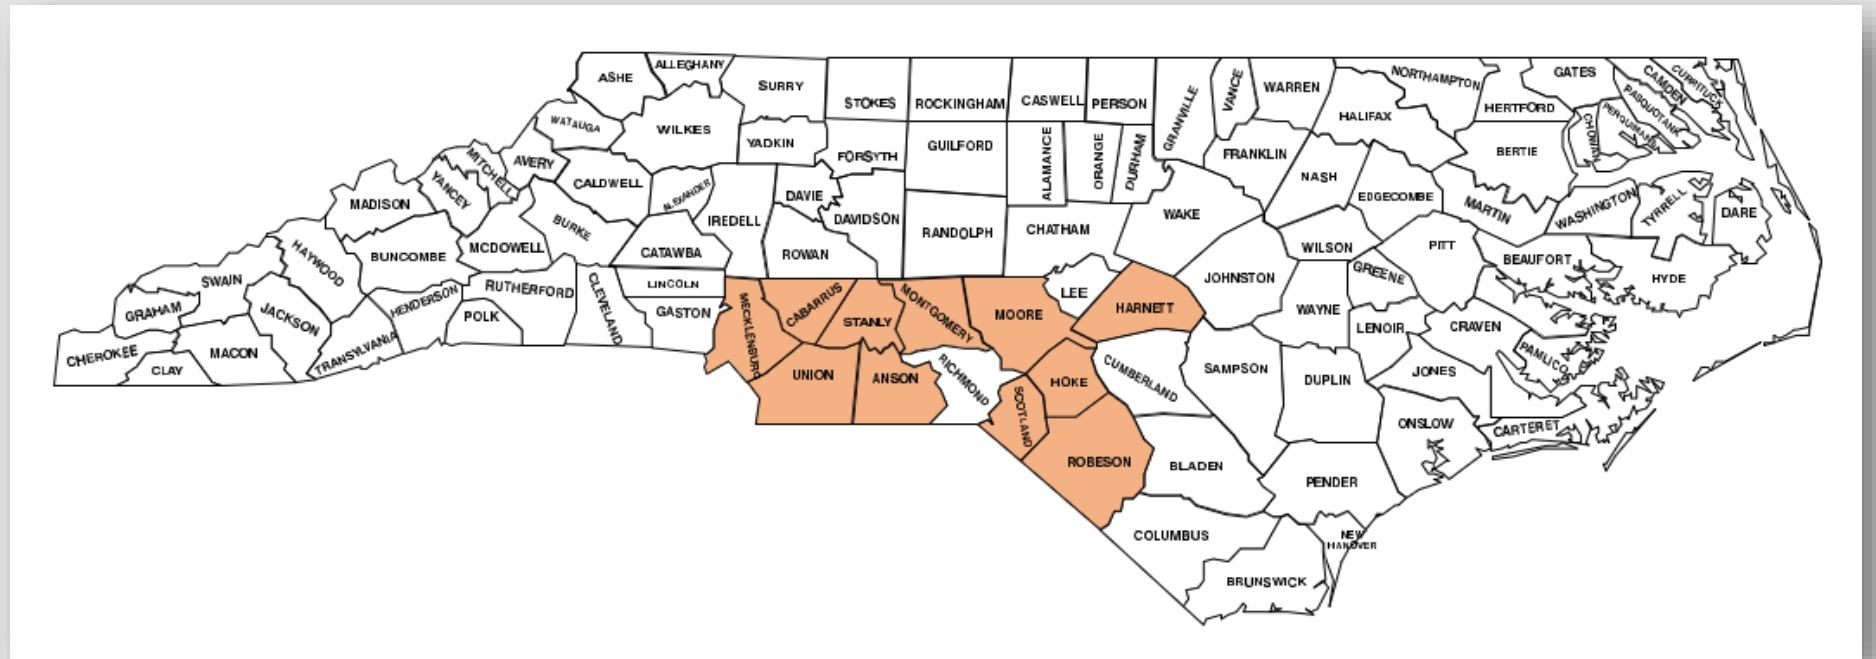 ASHE
ALLEGHANY
SURRY
STOKES
ROCKINGHAM
CASWELL
PERSON
GRANVILLE
VANCE
WARREN
NORTHAMPTON
HALIFAX
HERTFORD
GATES
CAMDEN
CURRITUCK
PASQUOTANK
PERQUIMANS
CHOWAN
BERTIE
WATAUGA
WILKES
YADKIN
FORSYTH
GUILFORD
ALAMANCE
ORANGE
DURHAM
FRANKLIN
NASH
EDGECOMBE
MARTIN
WASHINGTON
TYRRELL
DARE
MITCHELL
AVERY
YANCEY
MADISON
CALDWELL
ALEXANDER
IREDELL
DAVIE
DAVIDSON
RANDOLPH
CHATHAM
WAKE
WILSON
PITT
BEAUFORT
HYDE
HAYWOOD
BUNCOMBE
MCDOWELL
BURKE
CATAWBA
ROWAN
JOHNSTON
GREENE
SWAIN
GRAHAM
JACKSON
HENDERSON
RUTHERFORD
POLK
CLEVELAND
LINCOLN
GASTON
MECKLENBURG
CABARRUS
STANLY
MONTGOMERY
MOORE
LEE
HARNETT
WAYNE
LENOIR
CRAVEN
PAMLICO
CHEROKEE
CLAY
MACON
TRANSYLVANIA
UNION
ANSON
RICHMOND
SCOTLAND
HOKE
CUMBERLAND
SAMPSON
DUPLIN
JONES
ONSLOW
CARTERET
ROBESON
BLADEN
PENDER
COLUMBUS
NEW
HANOVER
BRUNSWICK